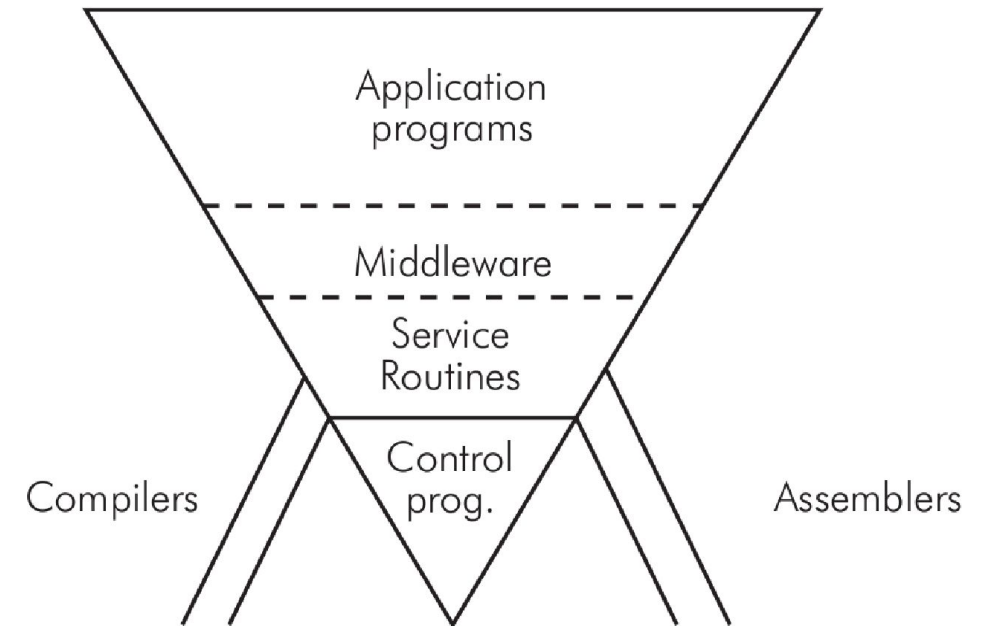 Application
programs
Middleware
Service
Routines
Control
prog.
Compilers
Assemblers